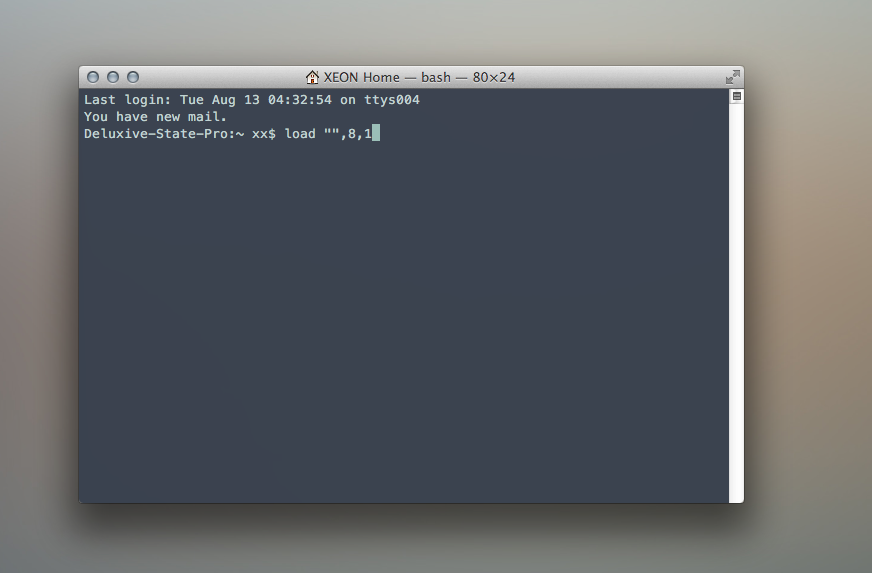 XEON Home — bash — 80×24
Last login: Tue Aug 13 04:32:54 on ttys004
You have new mail.
Deluxive-State-Pro:~ xx$ load "",8,1